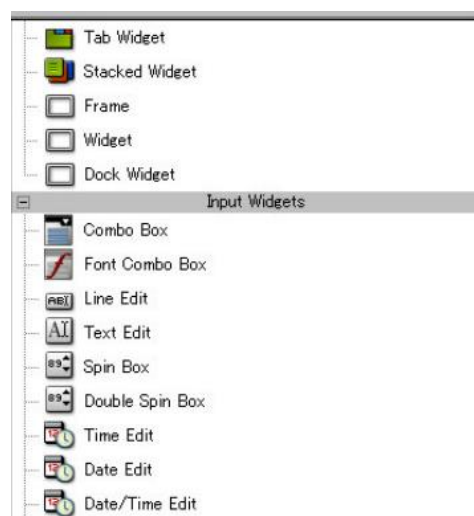 Tab Widget
Stacked Widget
Frame
Widget
Dock Widget
Input Widgets
Combo Box
Font Combo Box
Line Edit
Text Edit
Spin Box
Double Spin Box
Time Edit
Date Edit
Date/Time Edit